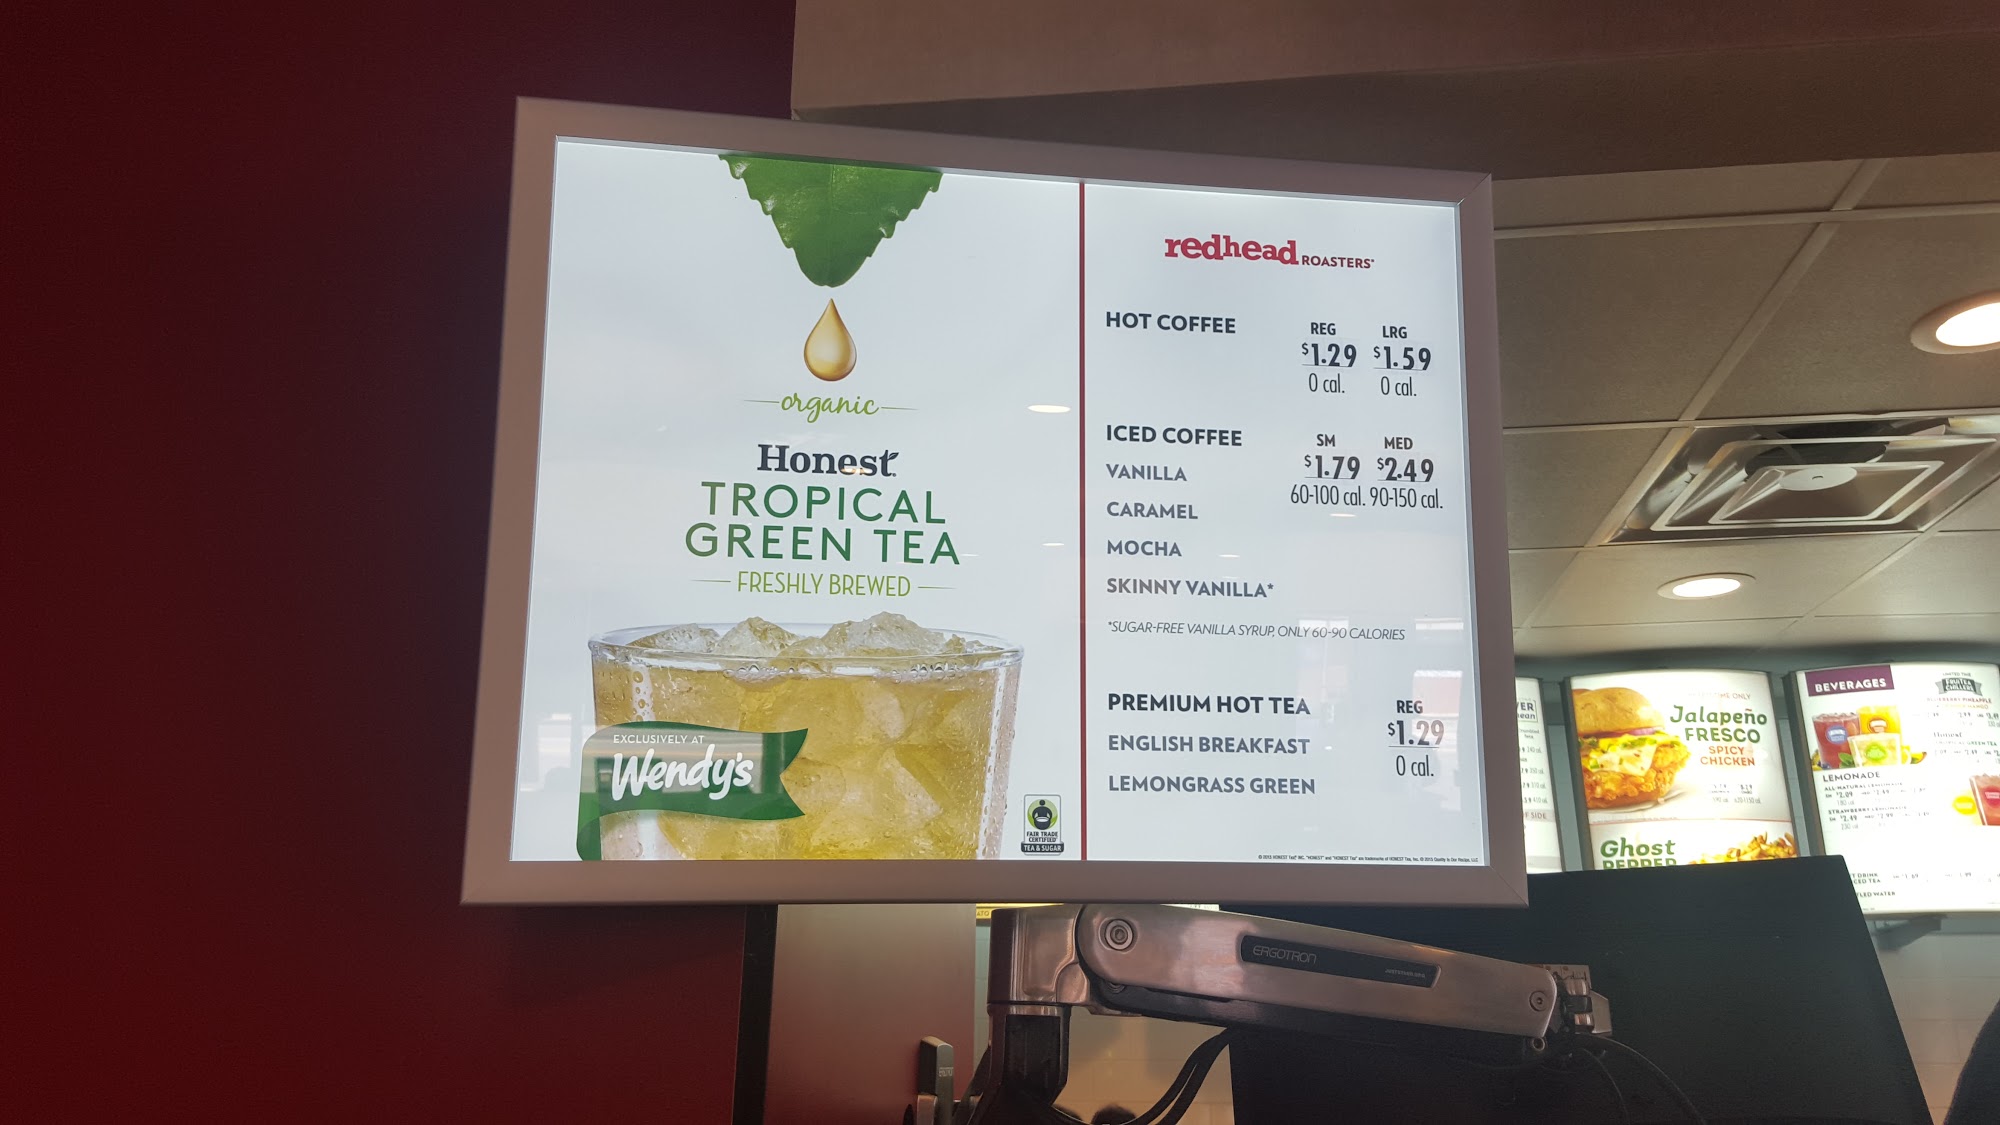 organic
Honest
TROPICAL
GREEN TEA
FRESHLY BREWED
EXCLUSIVELY AT
Wendy's
FAIR TRADE
CERTIFIED
TEA & SUGAR
redhead ROASTERS
HOT COFFEE
REG LRG
$1.29 $1.59
0 cal. 0 cal.
ICED COFFEE
SM MED
$1.79 $2.49
60-100 cal. 90-150 cal.
VANILLA
CARAMEL
MOCHA
SKINNY VANILLA*
*SUGAR-FREE VANILLA SYRUP, ONLY 60-90 CALORIES
PREMIUM HOT TEA
REG
$1.29
0 cal.
ENGLISH BREAKFAST
LEMONGRASS GREEN
ERGOTRON
Jalapeño
FRESCO
SPICY
CHICKEN
Ghost
PEPPER
BEVERAGES
LEMONADE